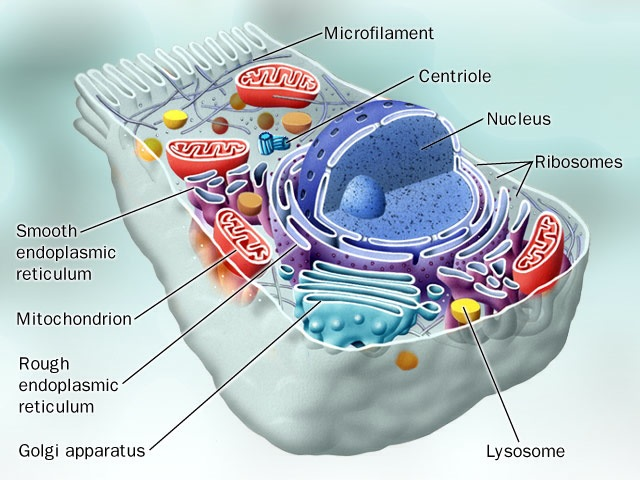 Microfilament
Centriole
Nucleus
Ribosomes
Smooth
endoplasmic
reticulum
Mitochondrion
Rough
endoplasmic
reticulum
Golgi apparatus
Lysosome